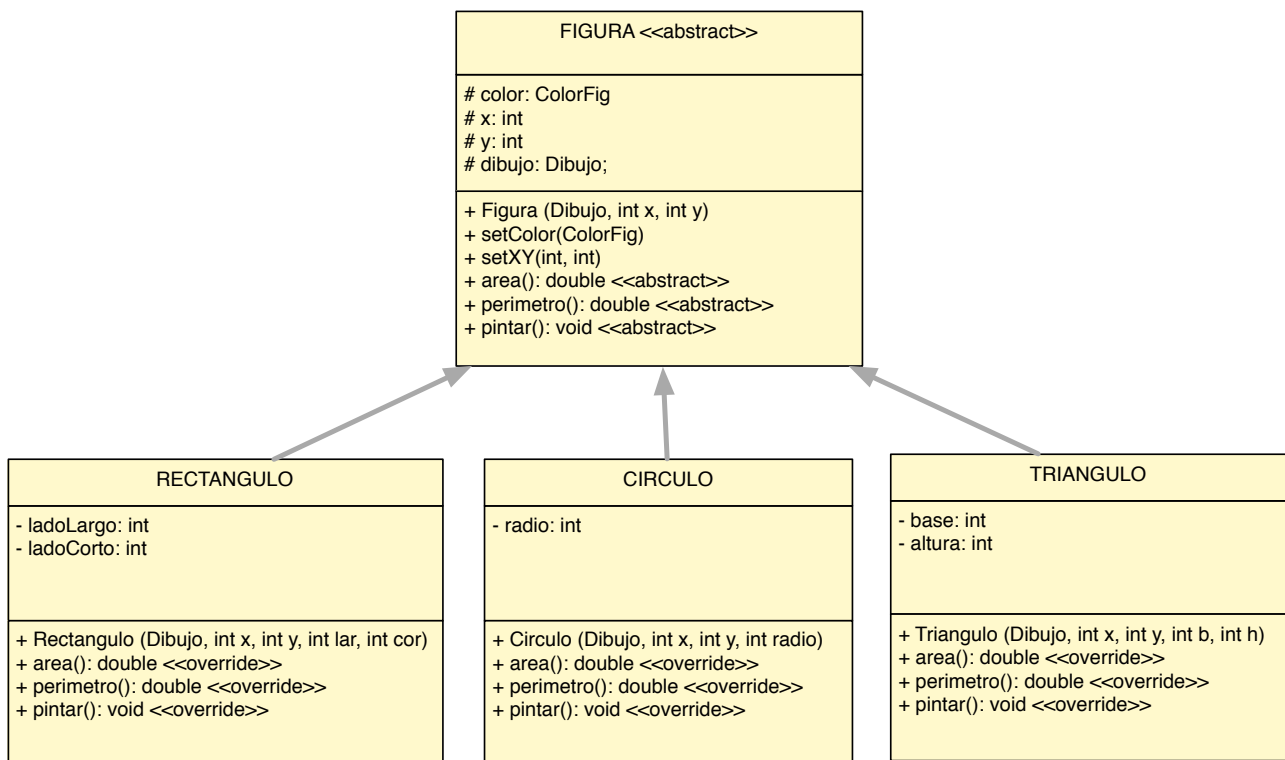 FIGURA <<abstract>>
# color: ColorFig
# x: int
# y: int
# dibujo: Dibujo;
+ Figura (Dibujo, int x, int y)
+ setColor(ColorFig)
+ setXY(int, int)
+ area(): double <<abstract>>
+ perimetro(): double <<abstract>>
+ pintar(): void <<abstract>>
RECTANGULO
- ladoLargo: int
- ladoCorto: int
+ Rectangulo (Dibujo, int x, int y, int lar, int cor)
+ area(): double <<override>>
+ perimetro(): double <<override>>
+ pintar(): void <<override>>
CIRCULO
- radio: int
+ Circulo (Dibujo, int x, int y, int radio)
+ area(): double <<override>>
+ perimetro(): double <<override>>
+ pintar(): void <<override>>
TRIANGULO
- base: int
- altura: int
+ Triangulo (Dibujo, int x, int y, int b, int h)
+ area(): double <<override>>
+ perimetro(): double <<override>>
+ pintar(): void <<override>>